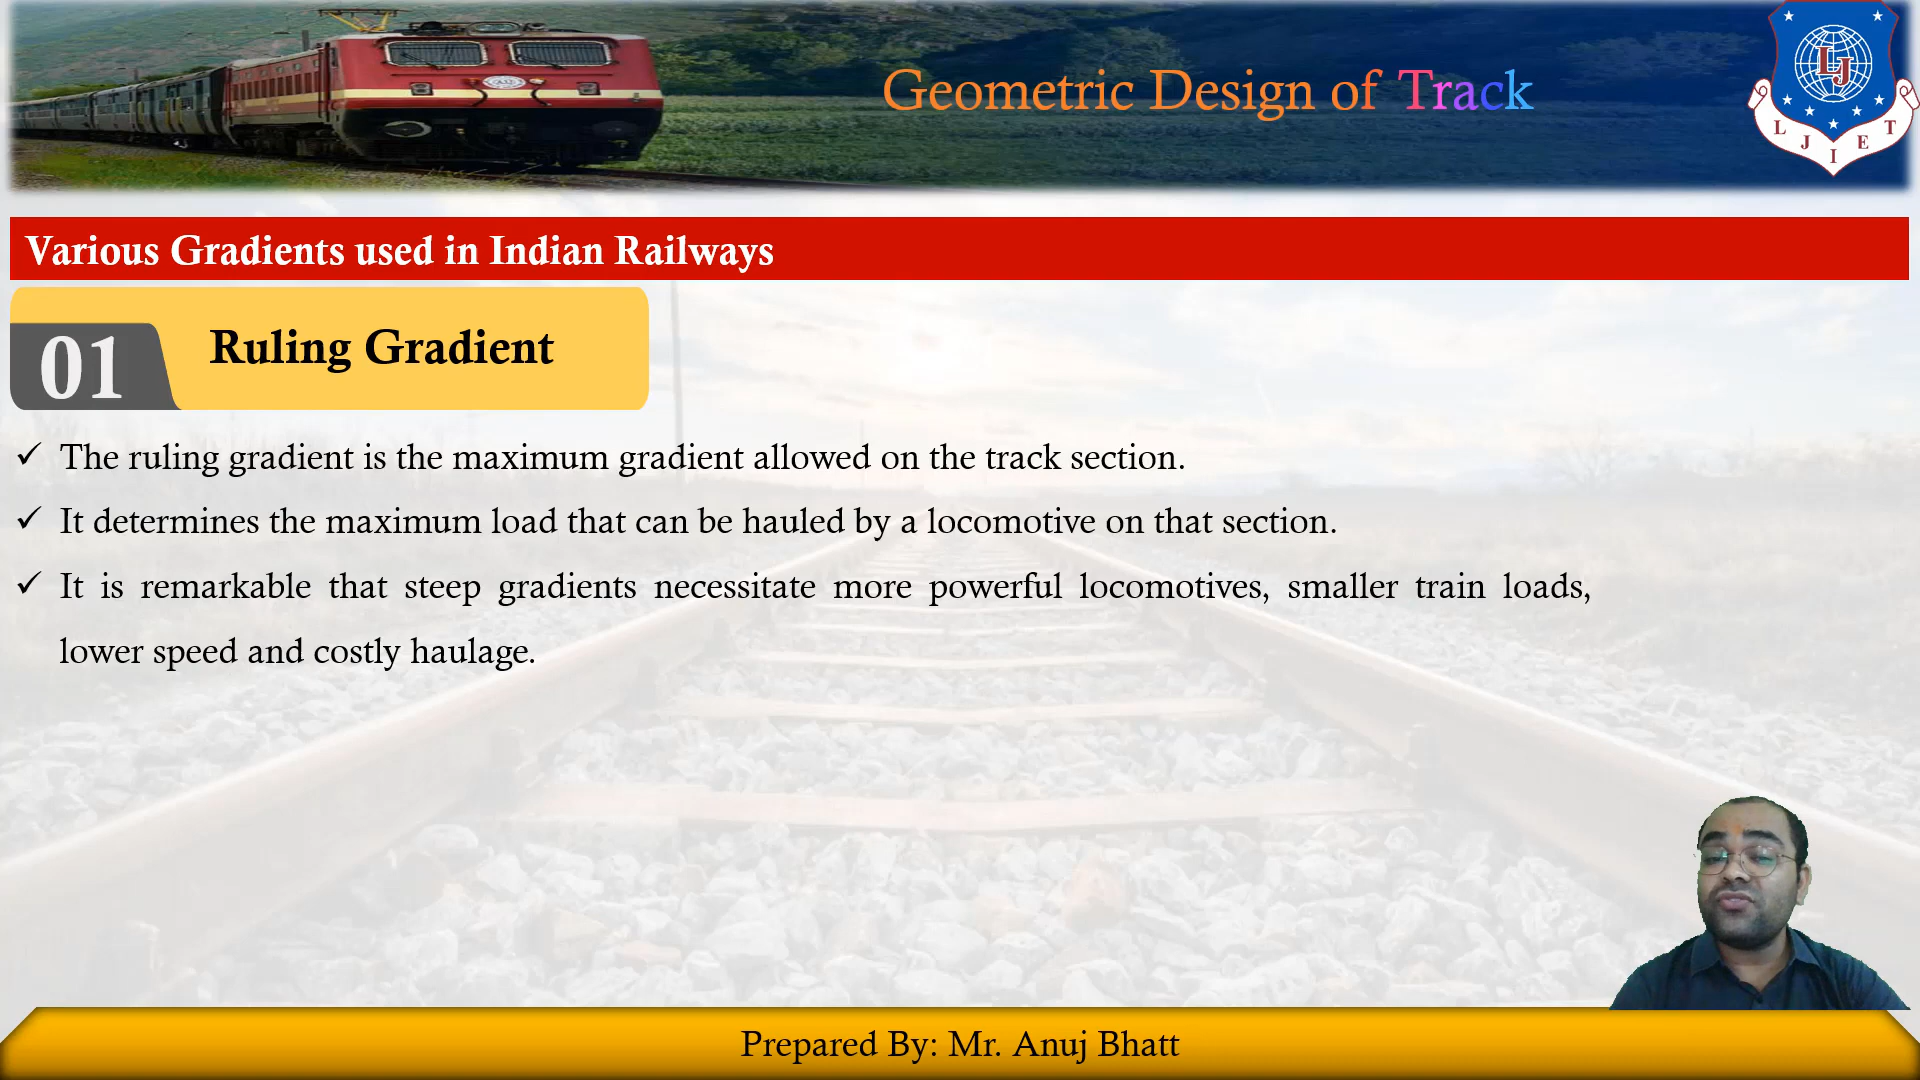 Geometric Design of Track
LJ
L J I E T
Various Gradients used in Indian Railways
01
Ruling Gradient
✓ The ruling gradient is the maximum gradient allowed on the track section.
✓ It determines the maximum load that can be hauled by a locomotive on that section.
✓ It is remarkable that steep gradients necessitate more powerful locomotives, smaller train loads,
lower speed and costly haulage.
Prepared By: Mr. Anuj Bhatt